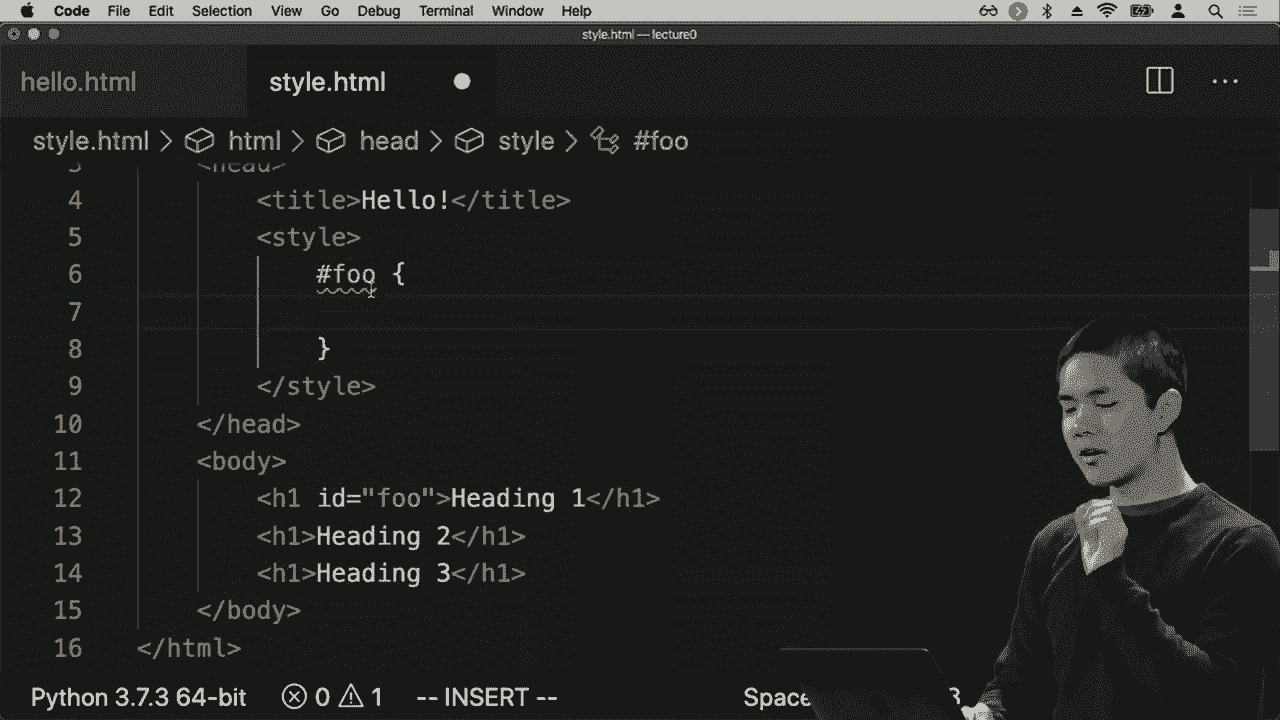 Code File Edit Selection View Go Debug Terminal Window Help
style.html — lecture0
hello.html style.html
style.html > html > head > style > #foo
3 <head>
4 <title>Hello!</title>
5 <style>
6 #foo {
7
8 }
9 </style>
10 </head>
11 <body>
12 <h1 id="foo">Heading 1</h1>
13 <h1>Heading 2</h1>
14 <h1>Heading 3</h1>
15 </body>
16 </html>
Python 3.7.3 64-bit 0 1 -- INSERT --